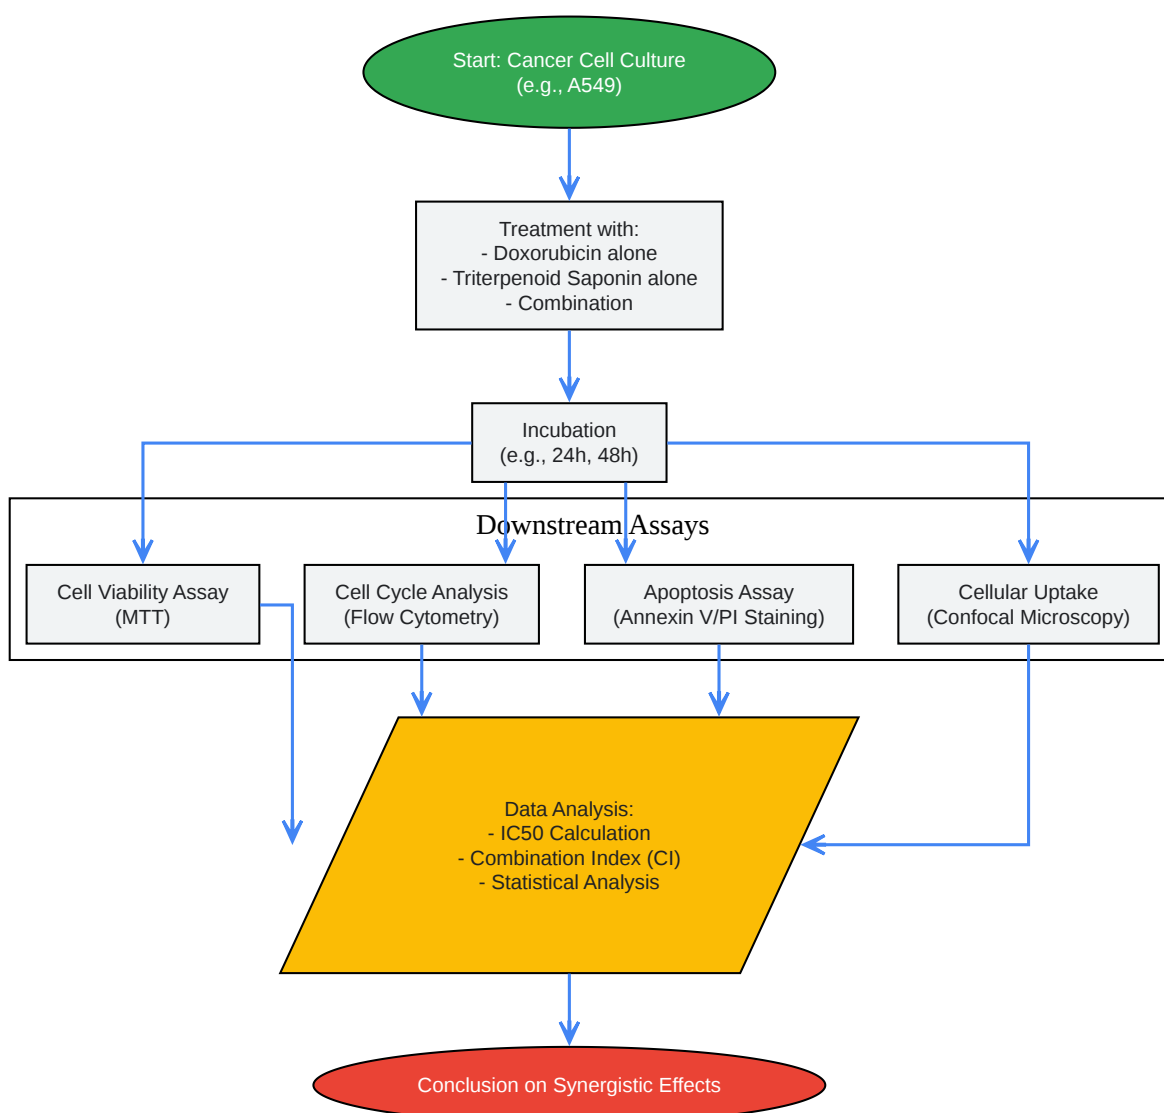 Start: Cancer Cell Culture
(e.g., A549)
Treatment with:
- Doxorubicin alone
- Triterpenoid Saponin alone
- Combination
Incubation
(e.g., 24h, 48h)
Downstream Assays
Cell Viability Assay
(MTT)
Cell Cycle Analysis
(Flow Cytometry)
Apoptosis Assay
(Annexin V/PI Staining)
Cellular Uptake
(Confocal Microscopy)
Data Analysis:
- IC50 Calculation
- Combination Index (CI)
- Statistical Analysis
Conclusion on Synergistic Effects